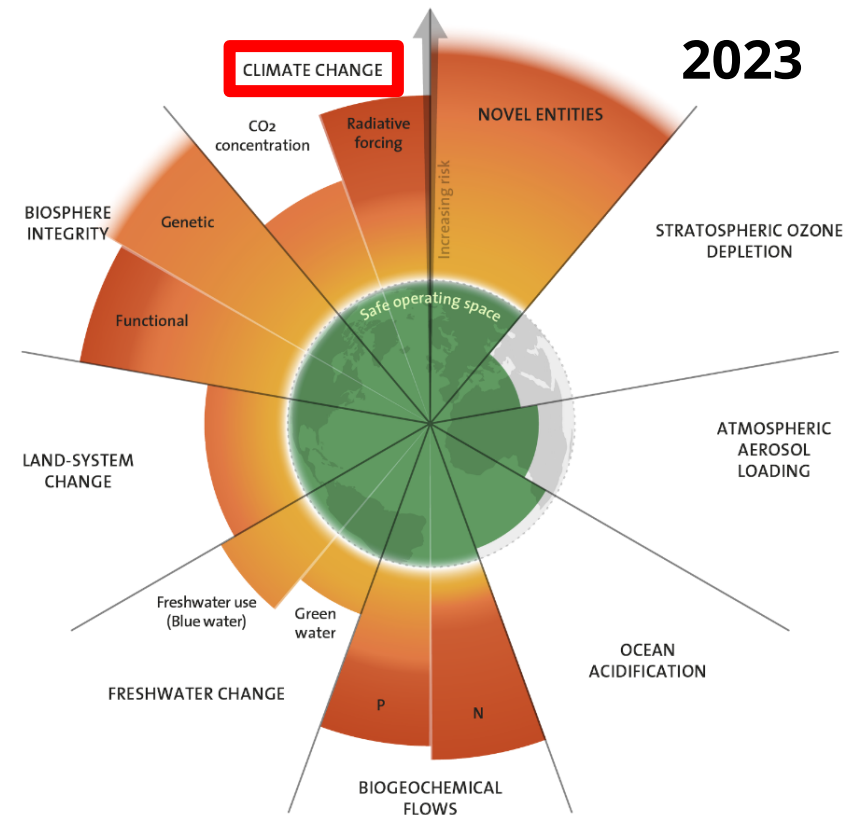 2023
CLIMATE CHANGE
CO2
concentration
Radiative
forcing
NOVEL ENTITIES
Increasing risk
BIOSPHERE
INTEGRITY
Genetic
Functional
STRATOSPHERIC OZONE
DEPLETION
Safe operating space
LAND-SYSTEM
CHANGE
ATMOSPHERIC
AEROSOL
LOADING
Freshwater use
(Blue water)
Green
water
FRESHWATER CHANGE
OCEAN
ACIDIFICATION
P
N
BIOGEOCHEMICAL
FLOWS